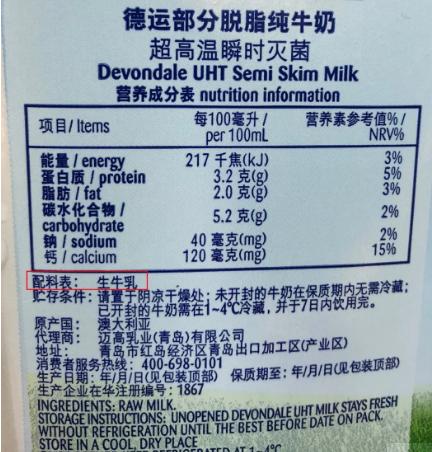 德运部分脱脂纯牛奶
超高温瞬时灭菌
Devondale UHT Semi Skim Milk
营养成分表 nutrition information
项目/ Items 每100毫升/ per 100mL 营养素参考值%/ NRV%
能量 / energy 217 千焦(kJ) 3%
蛋白质 / protein 3.2 克(g) 5%
脂肪 / fat 2.0 克(g) 3%
碳水化合物 / carbohydrate 5.2 克(g) 2%
钠 / sodium 40 毫克(mg) 2%
钙 / calcium 120 毫克(mg) 15%
配料表： 生牛乳
贮存条件：请置于阴凉干燥处；未开封的牛奶在保质期内无需冷藏；
已开封的牛奶需在1~4℃冷藏，并于7日内饮用完。
原产国： 澳大利亚
代理商： 迈高乳业(青岛)有限公司
地址： 青岛市红岛经济区青岛出口加工区(产业区)
消费者服务热线：400-698-0101
生产日期：年/月/日(见包装顶部) 保质期至：年/月/日(见包装顶部)
生产企业在华注册编号：1867
INGREDIENTS: RAW MILK.
STORAGE INSTRUCTIONS: UNOPENED DEVONDALE UHT MILK STAYS FRESH
WITHOUT REFRIGERATION UNTIL THE BEST BEFORE DATE ON PACK.
STORE IN A COOL, DRY PLACE
REFRIGERATED AT 1~4℃